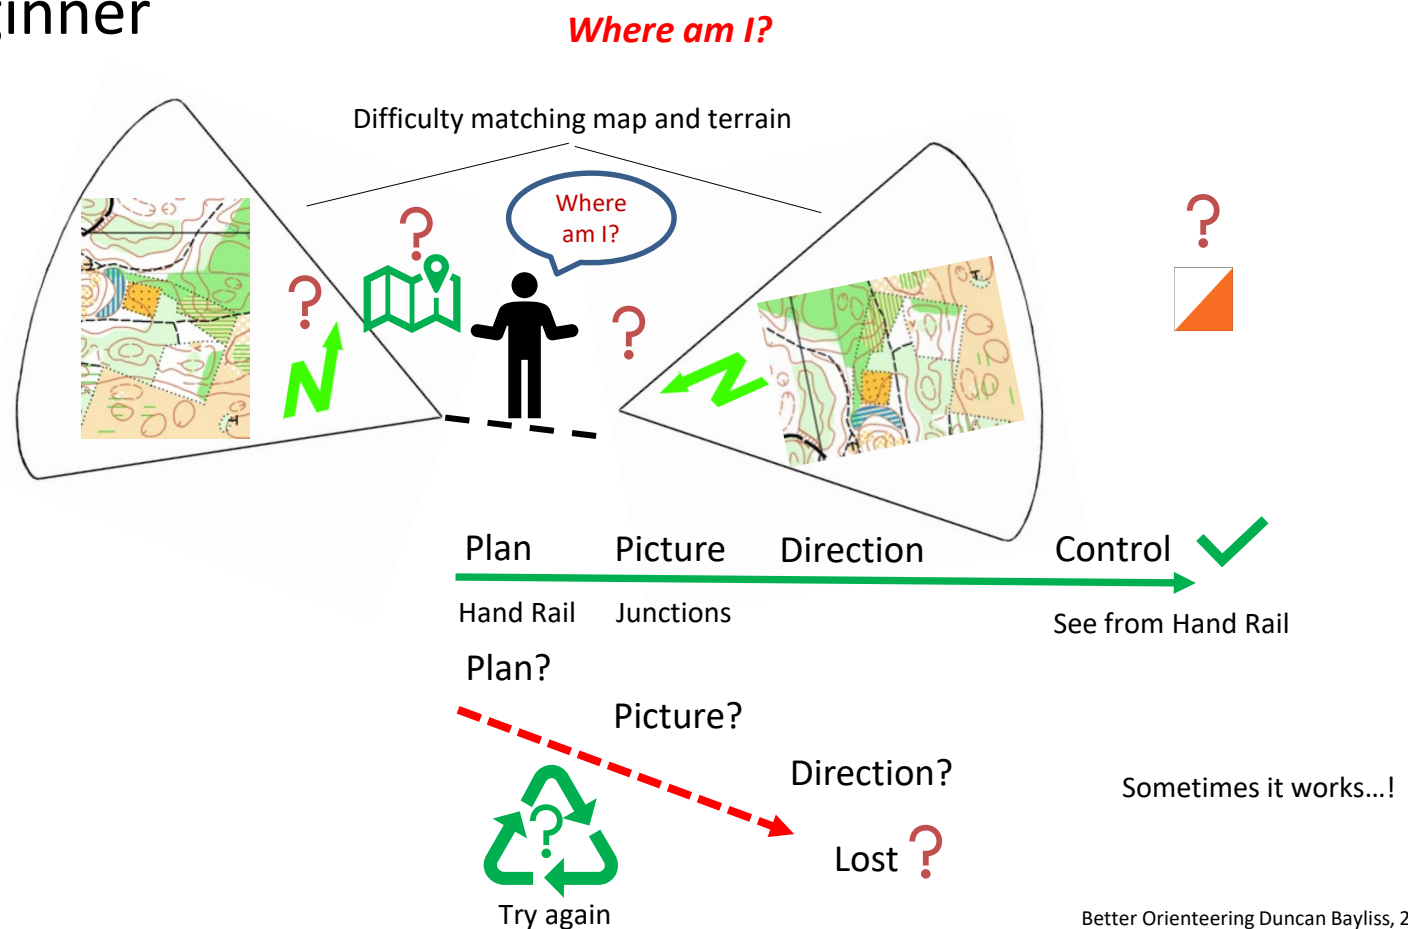 ginner
Where am I?
Difficulty matching map and terrain
Where
am I?
N
N
Plan Picture Direction Control
Hand Rail Junctions
See from Hand Rail
Plan?
Picture?
Direction?
Sometimes it works...!
Lost ?
Try again
Better Orienteering Duncan Bayliss, 2